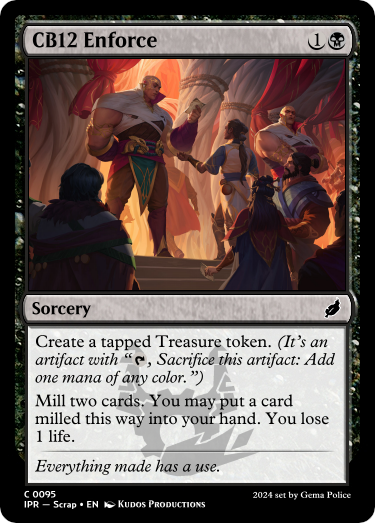 CB12 Enforce 1
Sorcery
Create a tapped Treasure token. (It's an
artifact with “T, Sacrifice this artifact: Add
one mana of any color.”)
Mill two cards. You may put a card
milled this way into your hand. You lose
1 life.
Everything made has a use.
C 0095
IPR — Scrap • EN Kudos Productions
2024 set by Gema Police